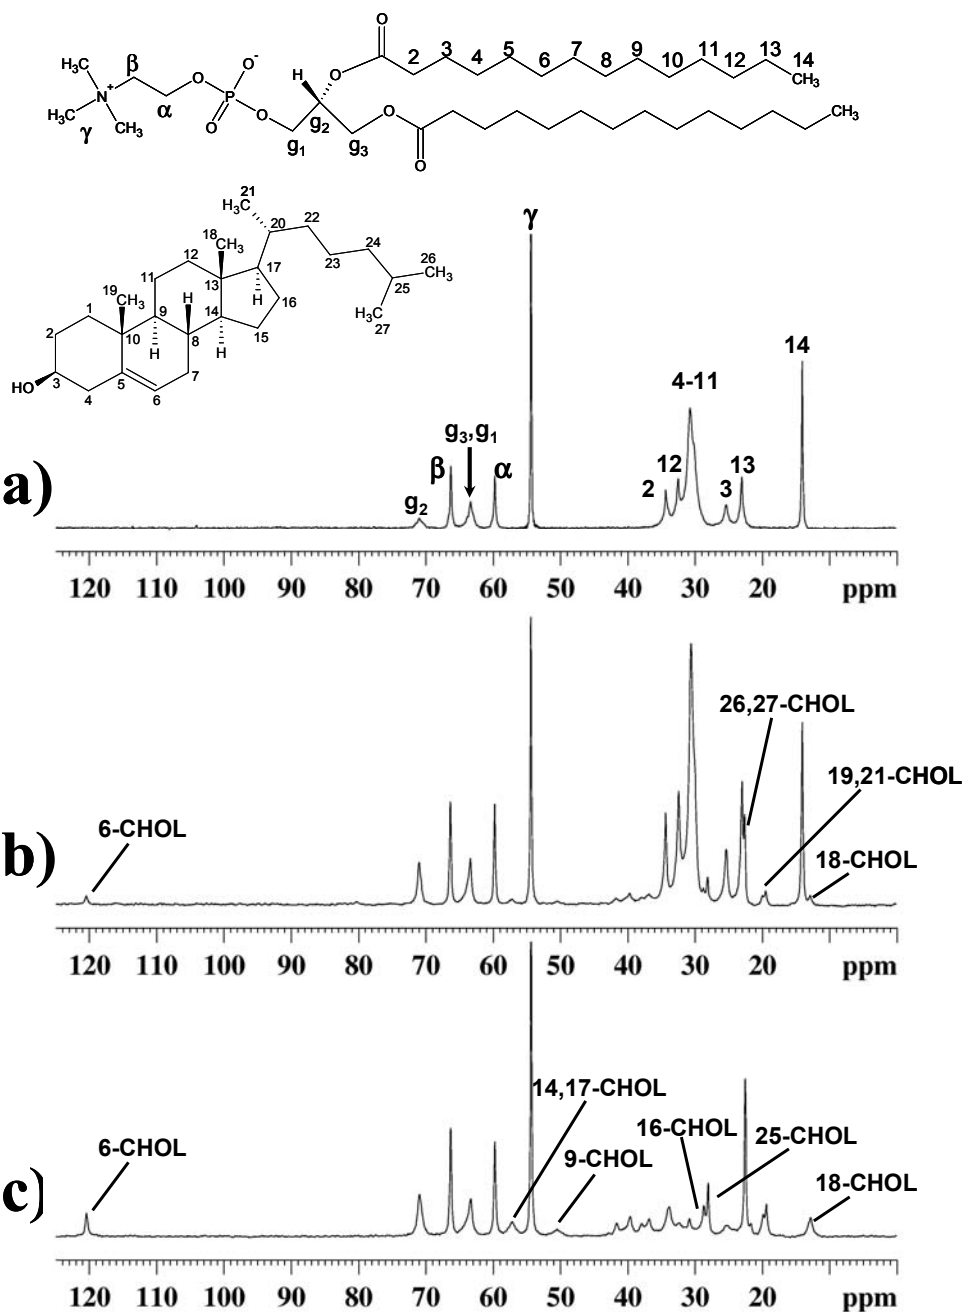 O
O
3 5 7 9 11 13
2 4 6 8 10 12 14
CH₃
β
H₃C
O
O⁻
H
O
N⁺
P
H₃C
γ
CH₃
α
O
O
g₂
O
CH₃
g₁
g₃
O
21
H₃C
20
22
18
CH₃
12
24
26
CH₃
23
11
13
17
25
19
CH₃
H
16
H
CH₃
27
1
9
14
2
10
8
15
H
H
HO
3
5
7
4
6
γ
14
4-11
g₃,g₁
β
α
12
13
2
3
g₂
a)
120 110 100 90 80 70 60 50 40 30 20 ppm
26,27-CHOL
19,21-CHOL
6-CHOL
18-CHOL
b)
120 110 100 90 80 70 60 50 40 30 20 ppm
14,17-CHOL
16-CHOL
25-CHOL
6-CHOL
9-CHOL
18-CHOL
c)
120 110 100 90 80 70 60 50 40 30 20 ppm